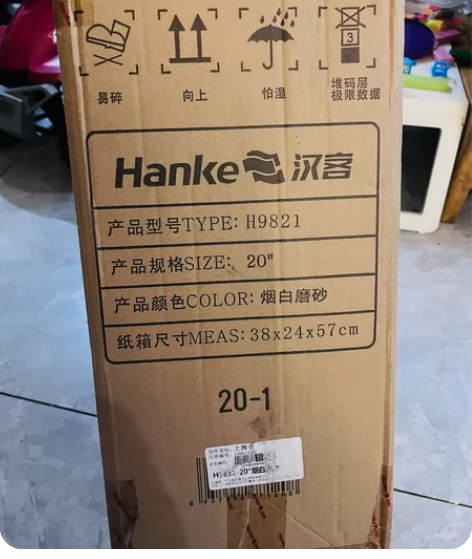 3
易碎
向上
怕湿
堆码层
极限数据
Hanke 汉客
产品型号TYPE: H9821
产品规格SIZE: 20"
产品颜色COLOR: 烟白磨砂
纸箱尺寸MEAS: 38x24x57cm
20-1
上海仓
20"烟白